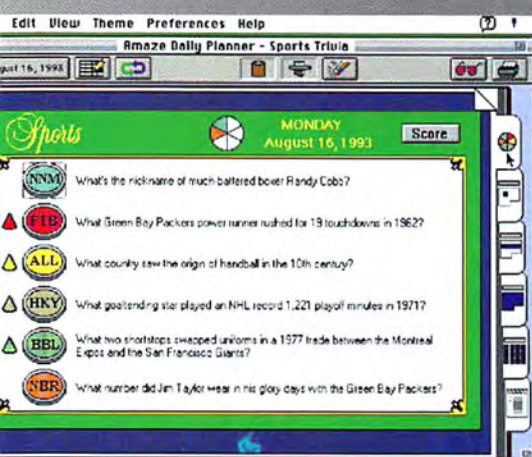 Edit View Theme Preferences Help
Amaze Daily Planner - Sports Trivia
gust 16, 1993
Sports
MONDAY
August 16, 1993
Score
NNM What's the nickname of much-battered boxer Randy Cobb?
FTB What Green Bay Packers power runner rushed for 19 touchdowns in 1962?
ALL What country saw the origin of handball in the 10th century?
HKY What goaltending star played an NHL record 1,221 playoff minutes in 1971?
BBL What two shortstops swapped uniforms in a 1977 trade between the Montreal
Expos and the San Francisco Giants?
NBR What number did Jim Taylor wear in his glory days with the Green Bay Packers?